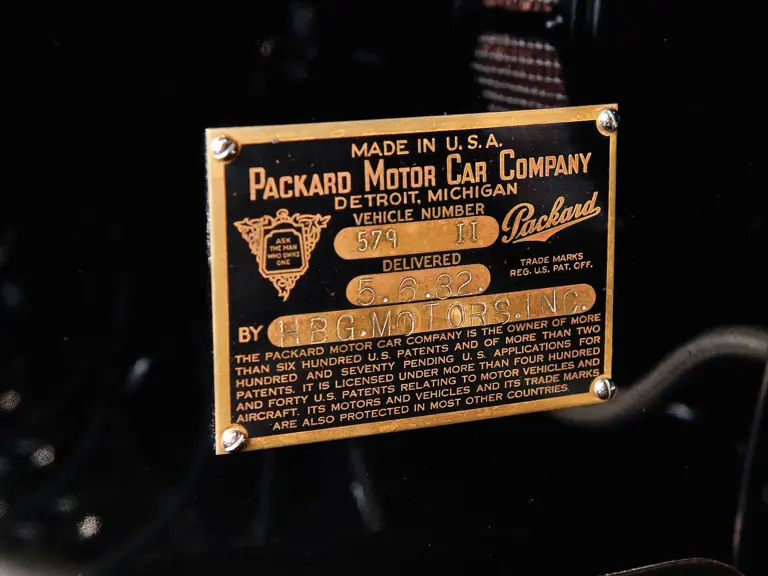 MADE IN U.S.A.
PACKARD MOTOR CAR COMPANY
DETROIT, MICHIGAN
VEHICLE NUMBER
579 II
Packard
ASK
THE MAN
WHO OWNS
ONE
DELIVERED
5.6.32.
TRADE MARKS
REG. U.S. PAT. OFF.
BY H.B.G.MOTORS.INC.
THE PACKARD MOTOR CAR COMPANY IS THE OWNER OF MORE
THAN SIX HUNDRED U.S. PATENTS AND OF MORE THAN TWO
HUNDRED AND SEVENTY PENDING U.S. APPLICATIONS FOR
PATENTS. IT IS LICENSED UNDER MORE THAN FOUR HUNDRED
AND FORTY U.S. PATENTS RELATING TO MOTOR VEHICLES AND
AIRCRAFT. ITS MOTORS AND VEHICLES AND ITS TRADE MARKS
ARE ALSO PROTECTED IN MOST OTHER COUNTRIES.